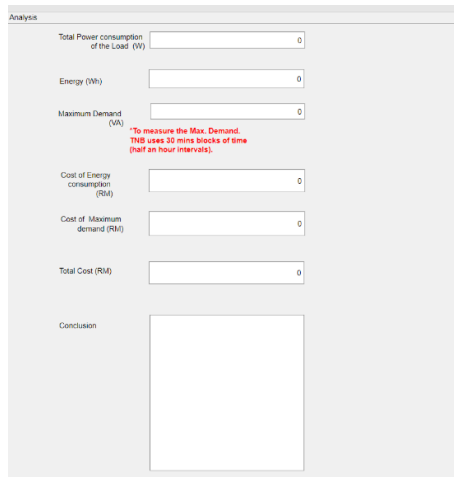 Analysis
Total Power consumption
of the Load (W)
0
Energy (Wh)
0
Maximum Demand
(VA)
0
*To measure the Max. Demand.
TNB uses 30 mins blocks of time
(half an hour intervals).
Cost of Energy
consumption
(RM)
0
Cost of Maximum
demand (RM)
0
Total Cost (RM)
0
Conclusion